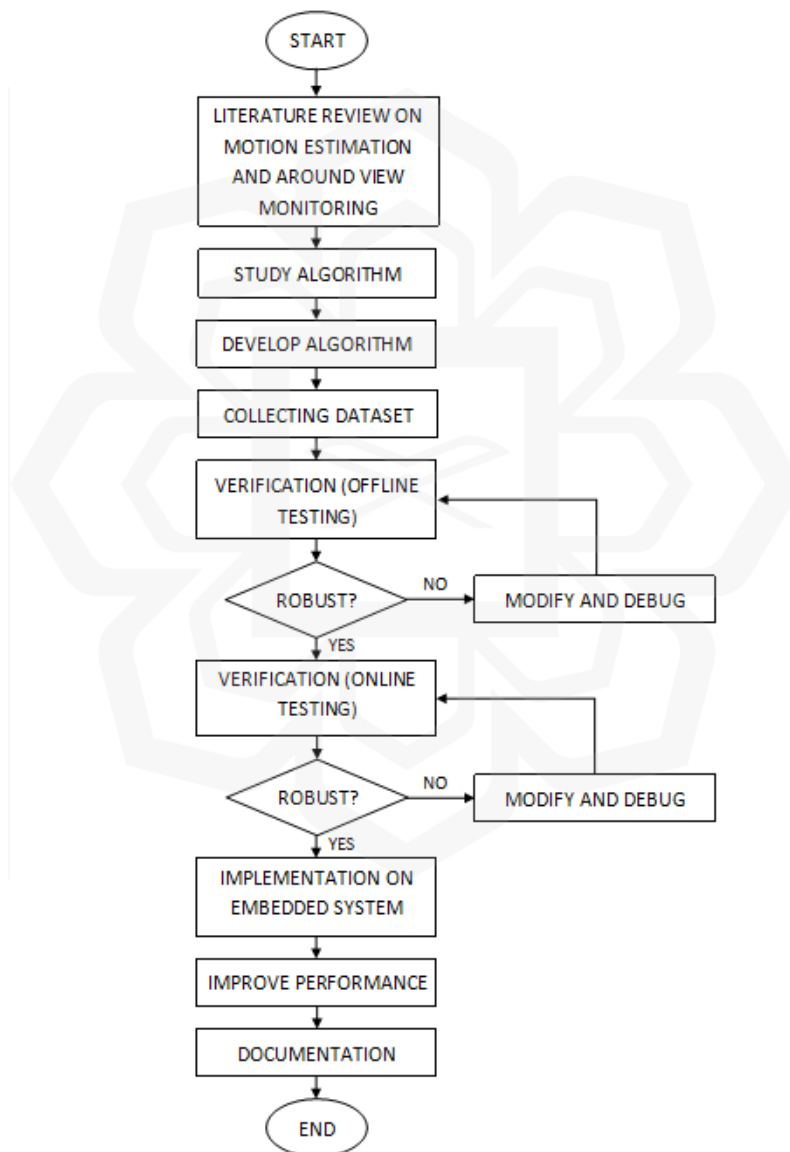 START
LITERATURE REVIEW ON
MOTION ESTIMATION
AND AROUND VIEW
MONITORING
STUDY ALGORITHM
DEVELOP ALGORITHM
COLLECTING DATASET
VERIFICATION (OFFLINE
TESTING)
ROBUST?
NO
MODIFY AND DEBUG
YES
VERIFICATION (ONLINE
TESTING)
ROBUST?
NO
MODIFY AND DEBUG
YES
IMPLEMENTATION ON
EMBEDDED SYSTEM
IMPROVE PERFORMANCE
DOCUMENTATION
END